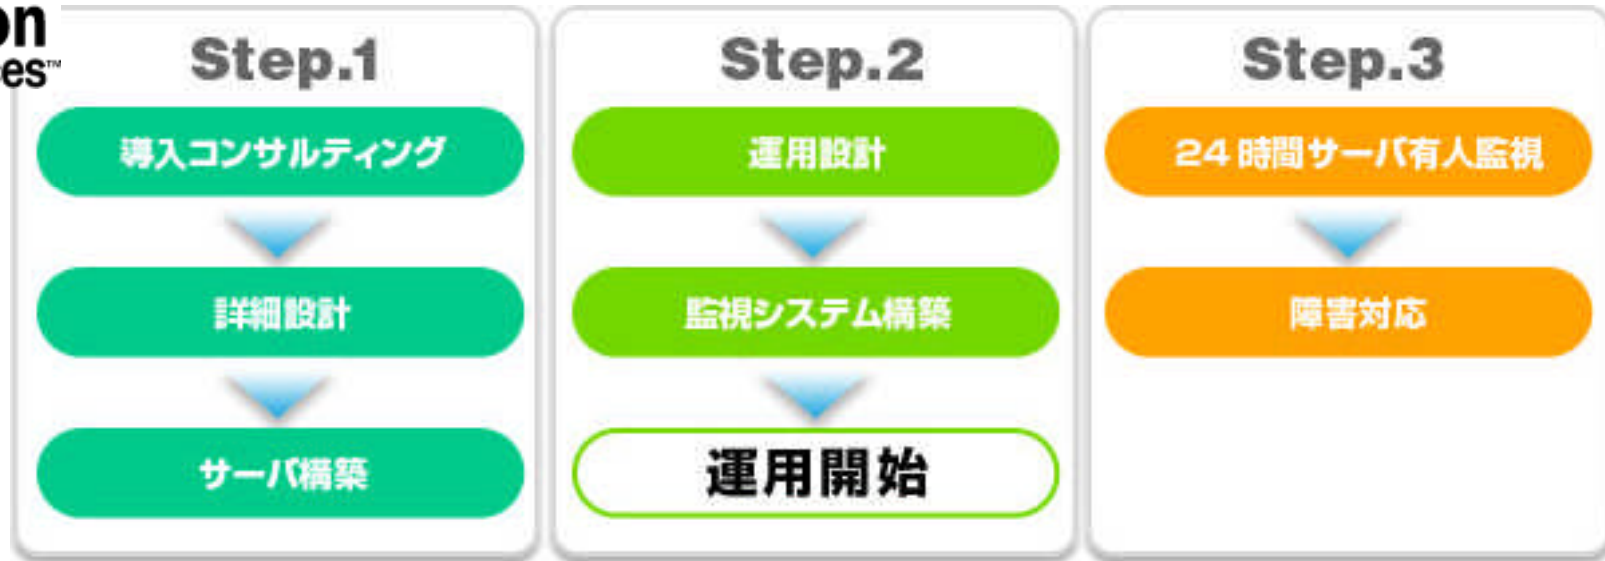 on
ces™
Step.1
導入コンサルティング
詳細設計
サーバ構築
Step.2
運用設計
監視システム構築
運用開始
Step.3
24時間サーバ有人監視
障害対応